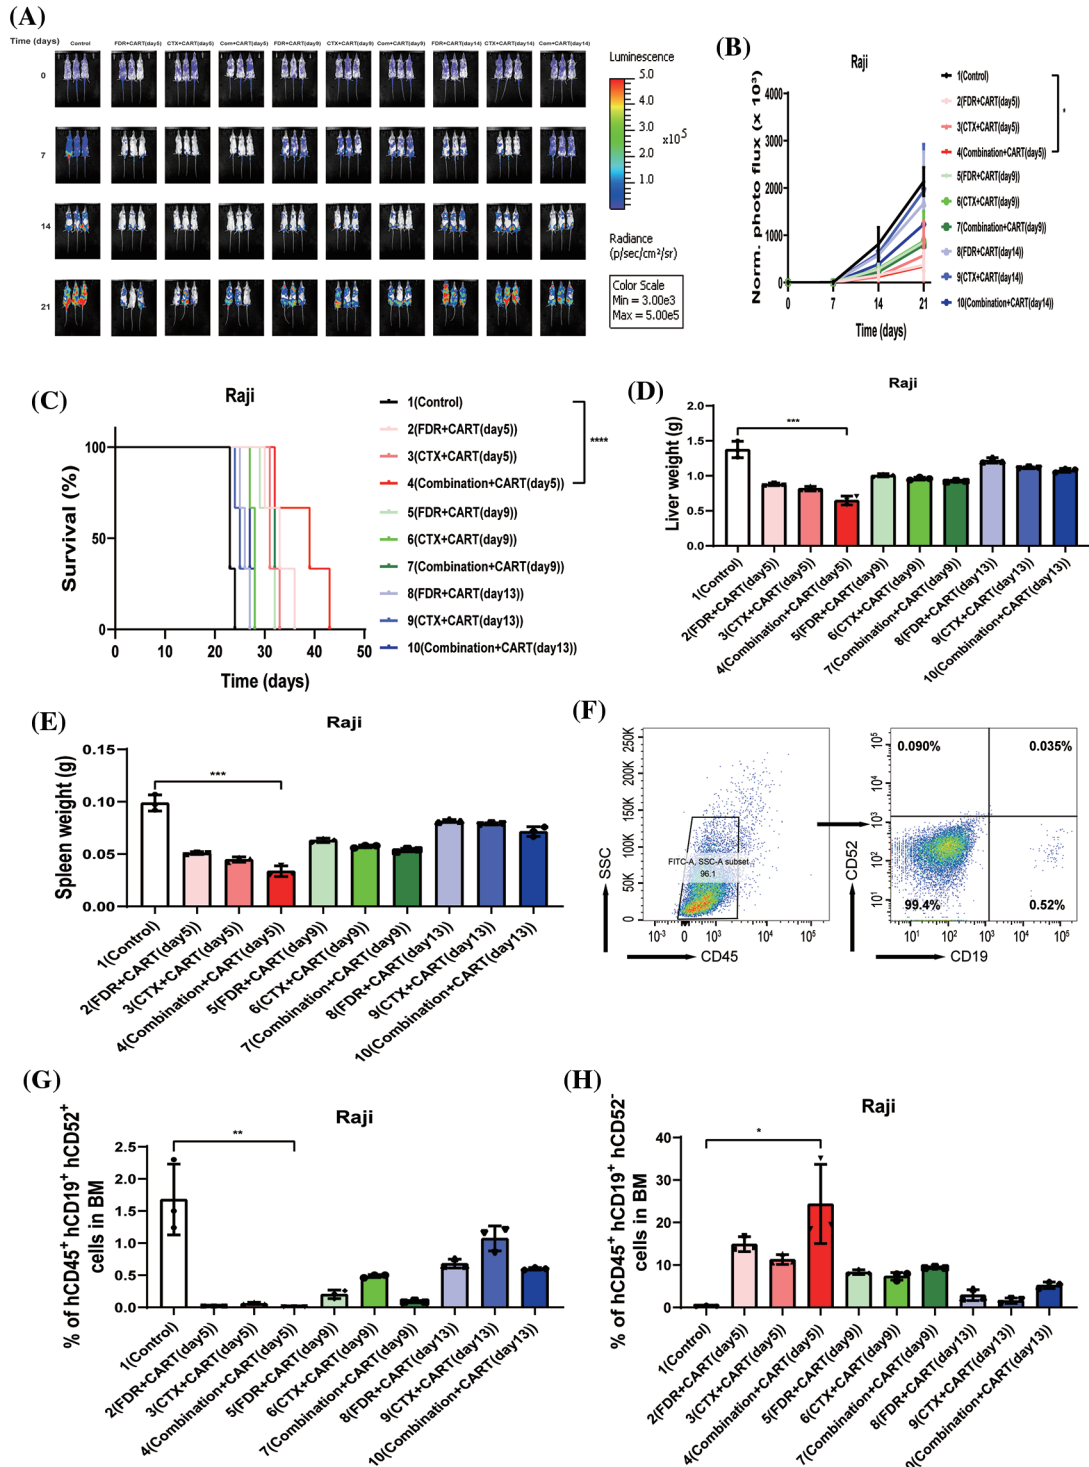 (A)
Time (days)
Control FDR+CART(day5) CTX+CART(day5) Com+CART(day5) FDR+CART(day9) CTX+CART(day9) Com+CART(day9) FDR+CART(day14) CTX+CART(day14) Com+CART(day14)
0
7
14
21
Luminescence
5.0
4.0
3.0
2.0
1.0
x10⁵
Radiance
(p/sec/cm²/sr)
Color Scale
Min = 3.00e3
Max = 5.00e5
(B)
Raji
Norm. photo flux (× 10³)
4000
3000
2000
1000
0
0 7 14 21
Time (days)
1(Control)
2(FDR+CART(day5))
3(CTX+CART(day5))
4(Combination+CART(day5))
5(FDR+CART(day9))
6(CTX+CART(day9))
7(Combination+CART(day9))
8(FDR+CART(day14))
9(CTX+CART(day14))
10(Combination+CART(day14))
*
(C)
Raji
Survival (%)
100
50
0
0 10 20 30 40 50
Time (days)
1(Control)
2(FDR+CART(day5))
3(CTX+CART(day5))
4(Combination+CART(day5))
5(FDR+CART(day9))
6(CTX+CART(day9))
7(Combination+CART(day9))
8(FDR+CART(day13))
9(CTX+CART(day13))
10(Combination+CART(day13))
****
(D)
Raji
Liver weight (g)
2.0
1.5
1.0
0.5
0.0
***
1(Control)
2(FDR+CART(day5))
3(CTX+CART(day5))
4(Combination+CART(day5))
5(FDR+CART(day9))
6(CTX+CART(day9))
7(Combination+CART(day9))
8(FDR+CART(day13))
9(CTX+CART(day13))
10(Combination+CART(day13))
(E)
Raji
Spleen weight (g)
0.15
0.10
0.05
0.00
***
1(Control)
2(FDR+CART(day5))
3(CTX+CART(day5))
4(Combination+CART(day5))
5(FDR+CART(day9))
6(CTX+CART(day9))
7(Combination+CART(day9))
8(FDR+CART(day13))
9(CTX+CART(day13))
10(Combination+CART(day13))
(F)
SSC
250K
200K
150K
100K
50K
0
FITC-A, SSC-A subset
96.1
-10³ 0 10³ 10⁴ 10⁵
CD45
CD52
10⁵
10⁴
10³
10²
10¹
0.090% 0.035%
99.4% 0.52%
10¹ 10² 10³ 10⁴ 10⁵
CD19
(G)
Raji
% of hCD45⁺ hCD19⁺ hCD52⁺
cells in BM
2.5
2.0
1.5
1.0
0.5
0.0
**
1(Control)
2(FDR+CART(day5))
3(CTX+CART(day5))
4(Combination+CART(day5))
5(FDR+CART(day9))
6(CTX+CART(day9))
7(Combination+CART(day9))
8(FDR+CART(day13))
9(CTX+CART(day13))
10(Combination+CART(day13))
(H)
Raji
% of hCD45⁺ hCD19⁺ hCD52⁻
cells in BM
40
30
20
10
0
*
1(Control)
2(FDR+CART(day5))
3(CTX+CART(day5))
4(Combination+CART(day5))
5(FDR+CART(day9))
6(CTX+CART(day9))
7(Combination+CART(day9))
8(FDR+CART(day13))
9(CTX+CART(day13))
0(Combination+CART(day13))